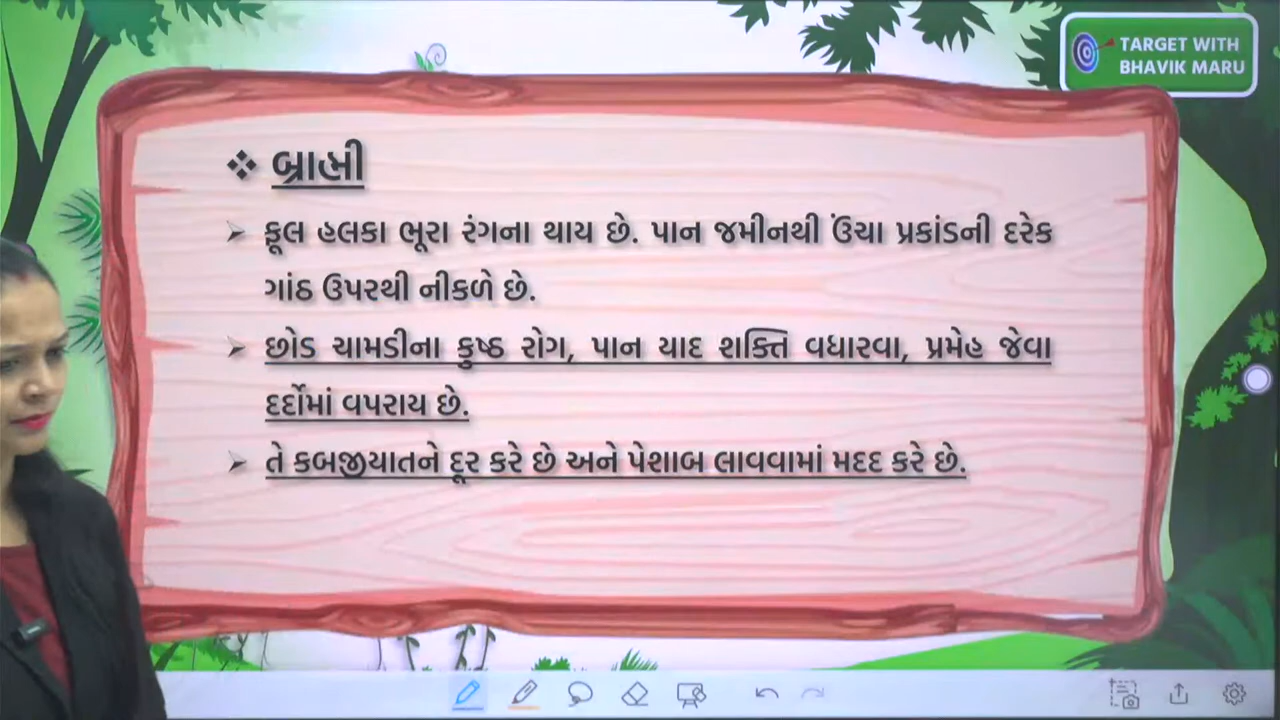 TARGET WITH
BHAVIK MARU
❖ બ્રાહ્મી
➢ ફૂલ હલકા ભૂરા રંગના થાય છે. પાન જમીનથી ઉંચા પ્રકાંડની દરેક
ગાંઠ ઉપરથી નીકળે છે.
➢ છોડ ચામડીના કુષ્ઠ રોગ, પાન યાદ શક્તિ વધારવા, પ્રમેહ જેવા
દર્દોમાં વપરાય છે.
➢ તે કબજીયાતને દૂર કરે છે અને પેશાબ લાવવામાં મદદ કરે છે.